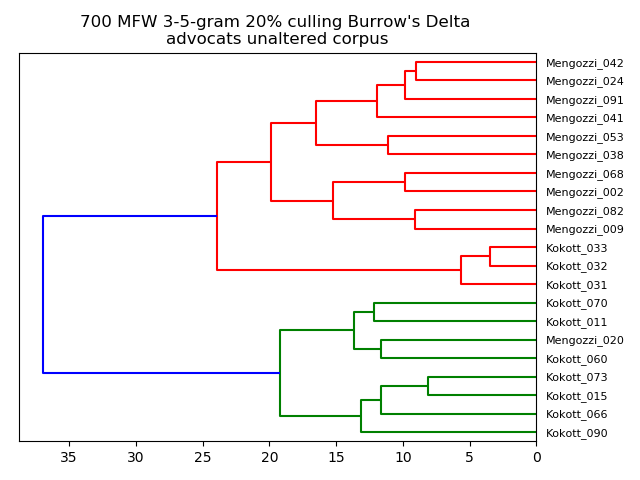 700 MFW 3-5-gram 20% culling Burrow's Delta
advocats unaltered corpus
Mengozzi_042
Mengozzi_024
Mengozzi_091
Mengozzi_041
Mengozzi_053
Mengozzi_038
Mengozzi_068
Mengozzi_002
Mengozzi_082
Mengozzi_009
Kokott_033
Kokott_032
Kokott_031
Kokott_070
Kokott_011
Mengozzi_020
Kokott_060
Kokott_073
Kokott_015
Kokott_066
Kokott_090
35 30 25 20 15 10 5 0